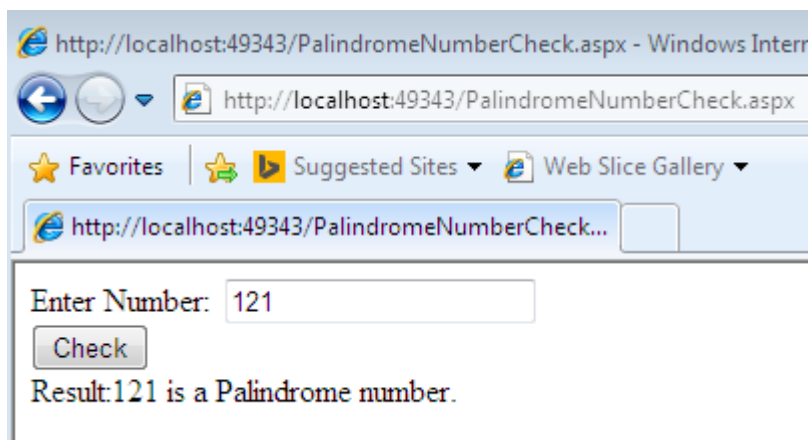 http://localhost:49343/PalindromeNumberCheck.aspx - Windows Intern
http://localhost:49343/PalindromeNumberCheck.aspx
Favorites Suggested Sites Web Slice Gallery
http://localhost:49343/PalindromeNumberCheck...
Enter Number: 121
Check
Result:121 is a Palindrome number.